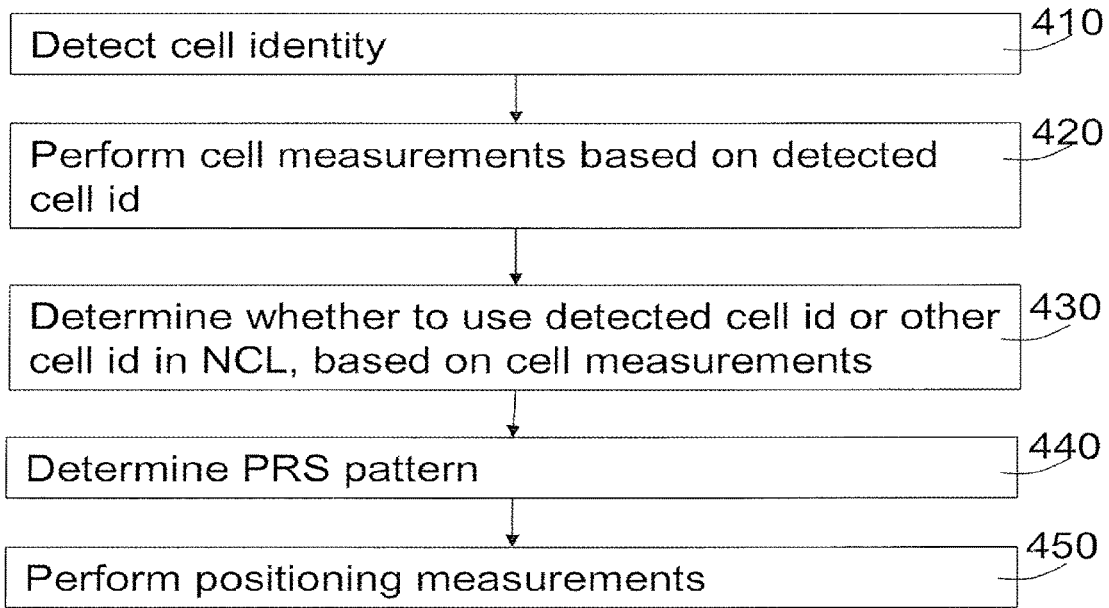 410
Detect cell identity
420
Perform cell measurements based on detected
cell id
430
Determine whether to use detected cell id or other
cell id in NCL, based on cell measurements
440
Determine PRS pattern
450
Perform positioning measurements